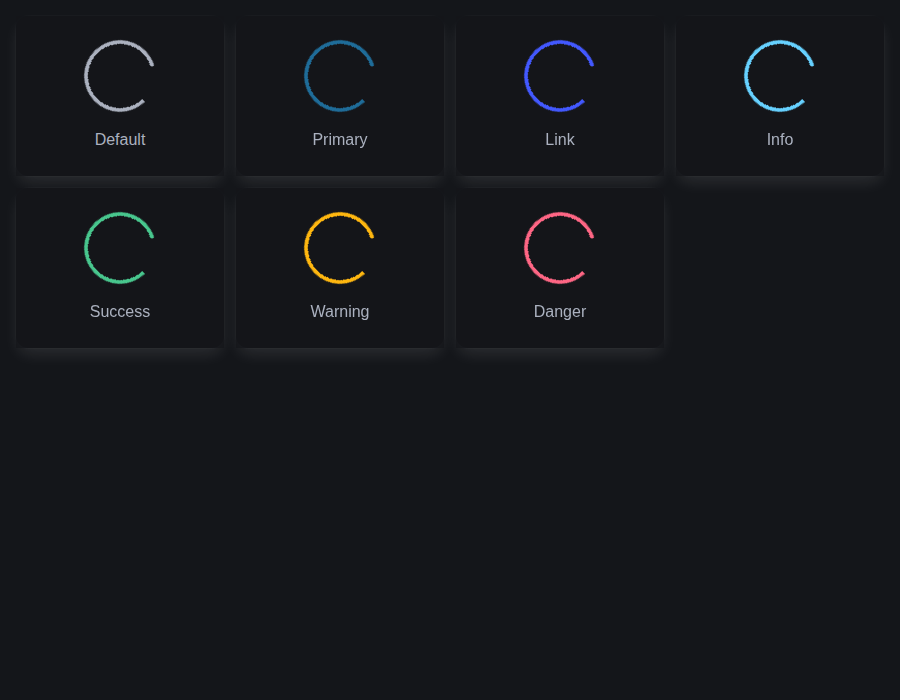 Default
Primary
Link
Info
Success
Warning
Danger